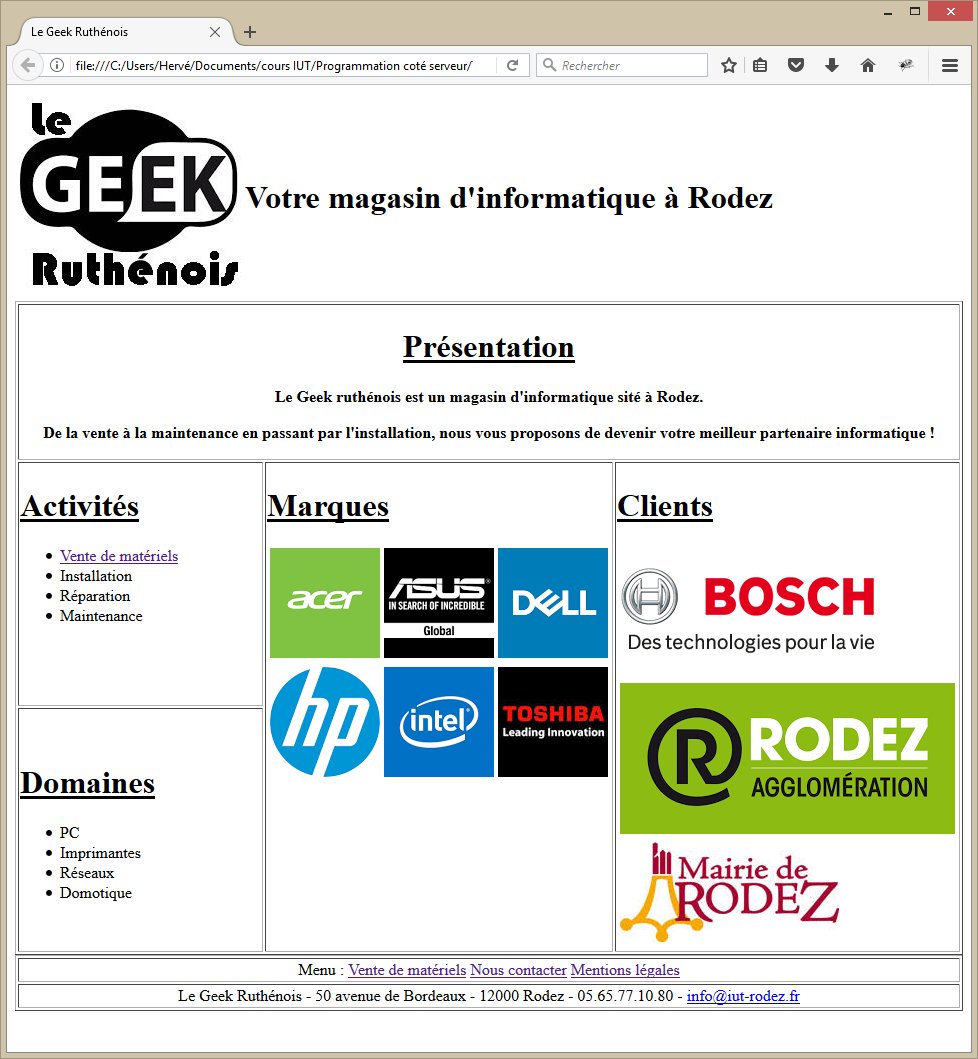 Le Geek Ruthénois
file:///C:/Users/Hervé/Documents/cours IUT/Programmation coté serveur/
Rechercher
Le
GEEK
Ruthénois
Votre magasin d'informatique à Rodez
Présentation
Le Geek ruthénois est un magasin d'informatique sité à Rodez.
De la vente à la maintenance en passant par l'installation, nous vous proposons de devenir votre meilleur partenaire informatique !
Activités
Vente de matériels
Installation
Réparation
Maintenance
Domaines
PC
Imprimantes
Réseaux
Domotique
Marques
acer
ASUS
IN SEARCH OF INCREDIBLE
Global
DELL
hp
intel
TOSHIBA
Leading Innovation
Clients
BOSCH
Des technologies pour la vie
R RODEZ
AGGLOMÉRATION
Mairie de
RODEZ
Menu : Vente de matériels Nous contacter Mentions légales
Le Geek Ruthénois - 50 avenue de Bordeaux - 12000 Rodez - 05.65.77.10.80 - info@iut-rodez.fr